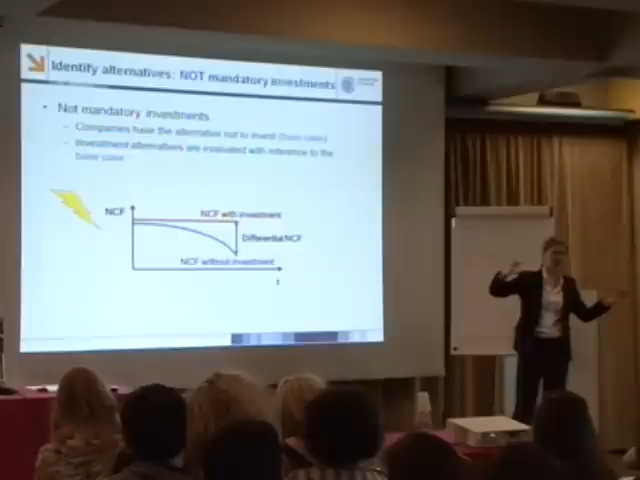 Identify alternatives: NOT mandatory investments
• Not mandatory investments
– Companies have the alternative not to invest (base case)
– Investment alternatives are evaluated with reference to the
base case
NCF
NCF with investment
Differential NCF
NCF without investment
t